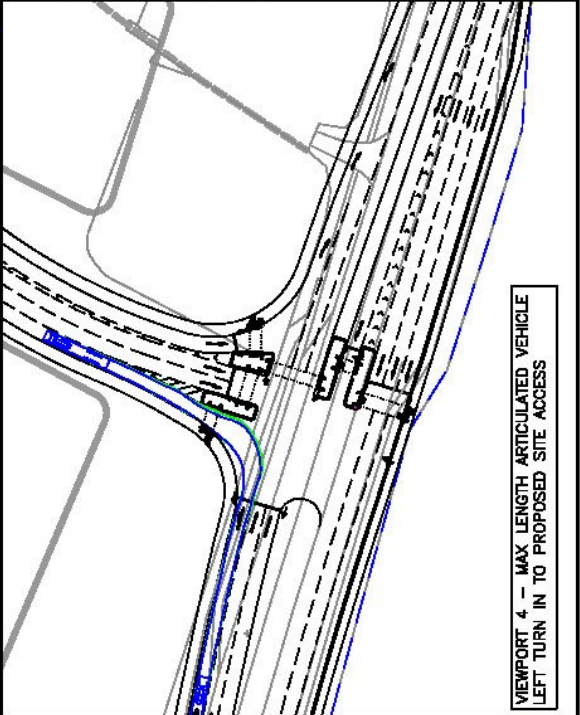 VIEWPORT 4 – MAX LENGTH ARTICULATED VEHICLE
LEFT TURN IN TO PROPOSED SITE ACCESS